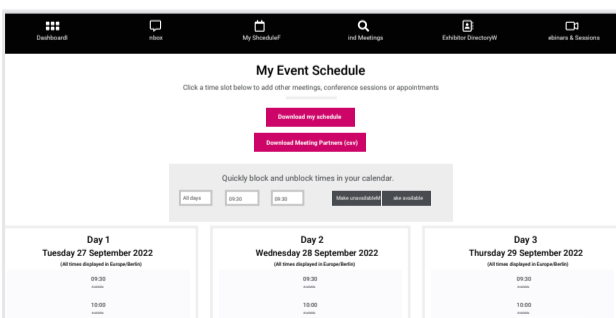 Dashboard! nbox My ShceduleF ind Meetings Exhibitor DirectoryW ebinars & Sessions
My Event Schedule
Click a time slot below to add other meetings, conference sessions or appointments
Download my schedule
Download Meeting Partners (csv)
Quickly block and unblock times in your calendar.
All days 09:30 09:30 Make unavailableM ake available
Day 1 Day 2 Day 3
Tuesday 27 September 2022 Wednesday 28 September 2022 Thursday 29 September 2022
(All times displayed in Europe/Berlin) (All times displayed in Europe/Berlin) (All times displayed in Europe/Berlin)
09:30 09:30 09:30
10:00 10:00 10:00